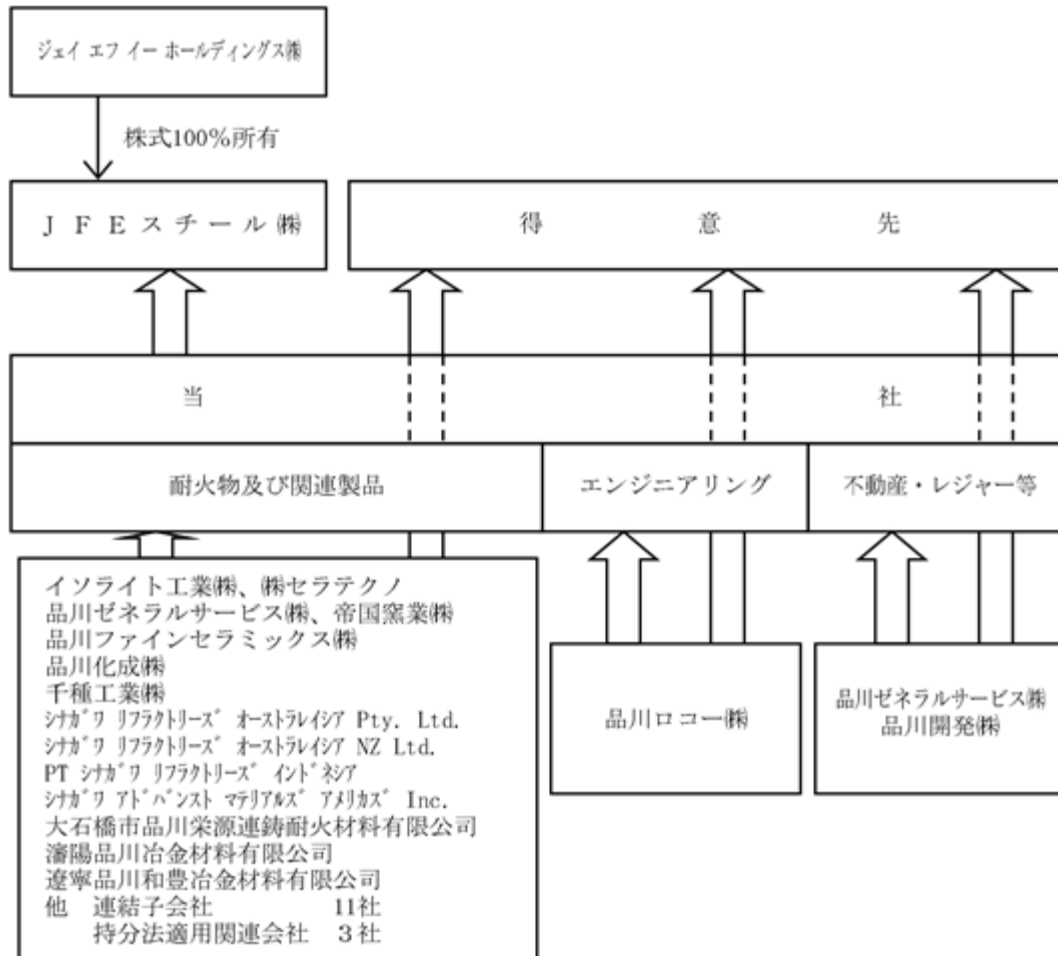 ジェイ エフ イー ホールディングス㈱
株式100％所有
ＪＦＥスチール㈱
得意先
当社
耐火物及び関連製品
エンジニアリング
不動産・レジャー等
イソライト工業㈱、㈱セラテクノ
品川ゼネラルサービス㈱、帝国窯業㈱
品川ファインセラミックス㈱
品川化成㈱
千種工業㈱
ｼﾅｶﾞﾜ ﾘﾌﾗｸﾄﾘｰｽﾞ ｵｰｽﾄﾗﾚｲｼｱ Pty. Ltd.
ｼﾅｶﾞﾜ ﾘﾌﾗｸﾄﾘｰｽﾞ ｵｰｽﾄﾗﾚｲｼｱ NZ Ltd.
PT ｼﾅｶﾞﾜ ﾘﾌﾗｸﾄﾘｰｽﾞ ｲﾝﾄﾞﾈｼｱ
ｼﾅｶﾞﾜ ｱﾄﾞﾊﾞﾝｽﾄ ﾏﾃﾘｱﾙｽﾞ ｱﾒﾘｶｽﾞ Inc.
大石橋市品川栄源連鋳耐火材料有限公司
瀋陽品川冶金材料有限公司
遼寧品川和豊冶金材料有限公司
他 連結子会社 11社
持分法適用関連会社 3社
品川ロコー㈱
品川ゼネラルサービス㈱
品川開発㈱